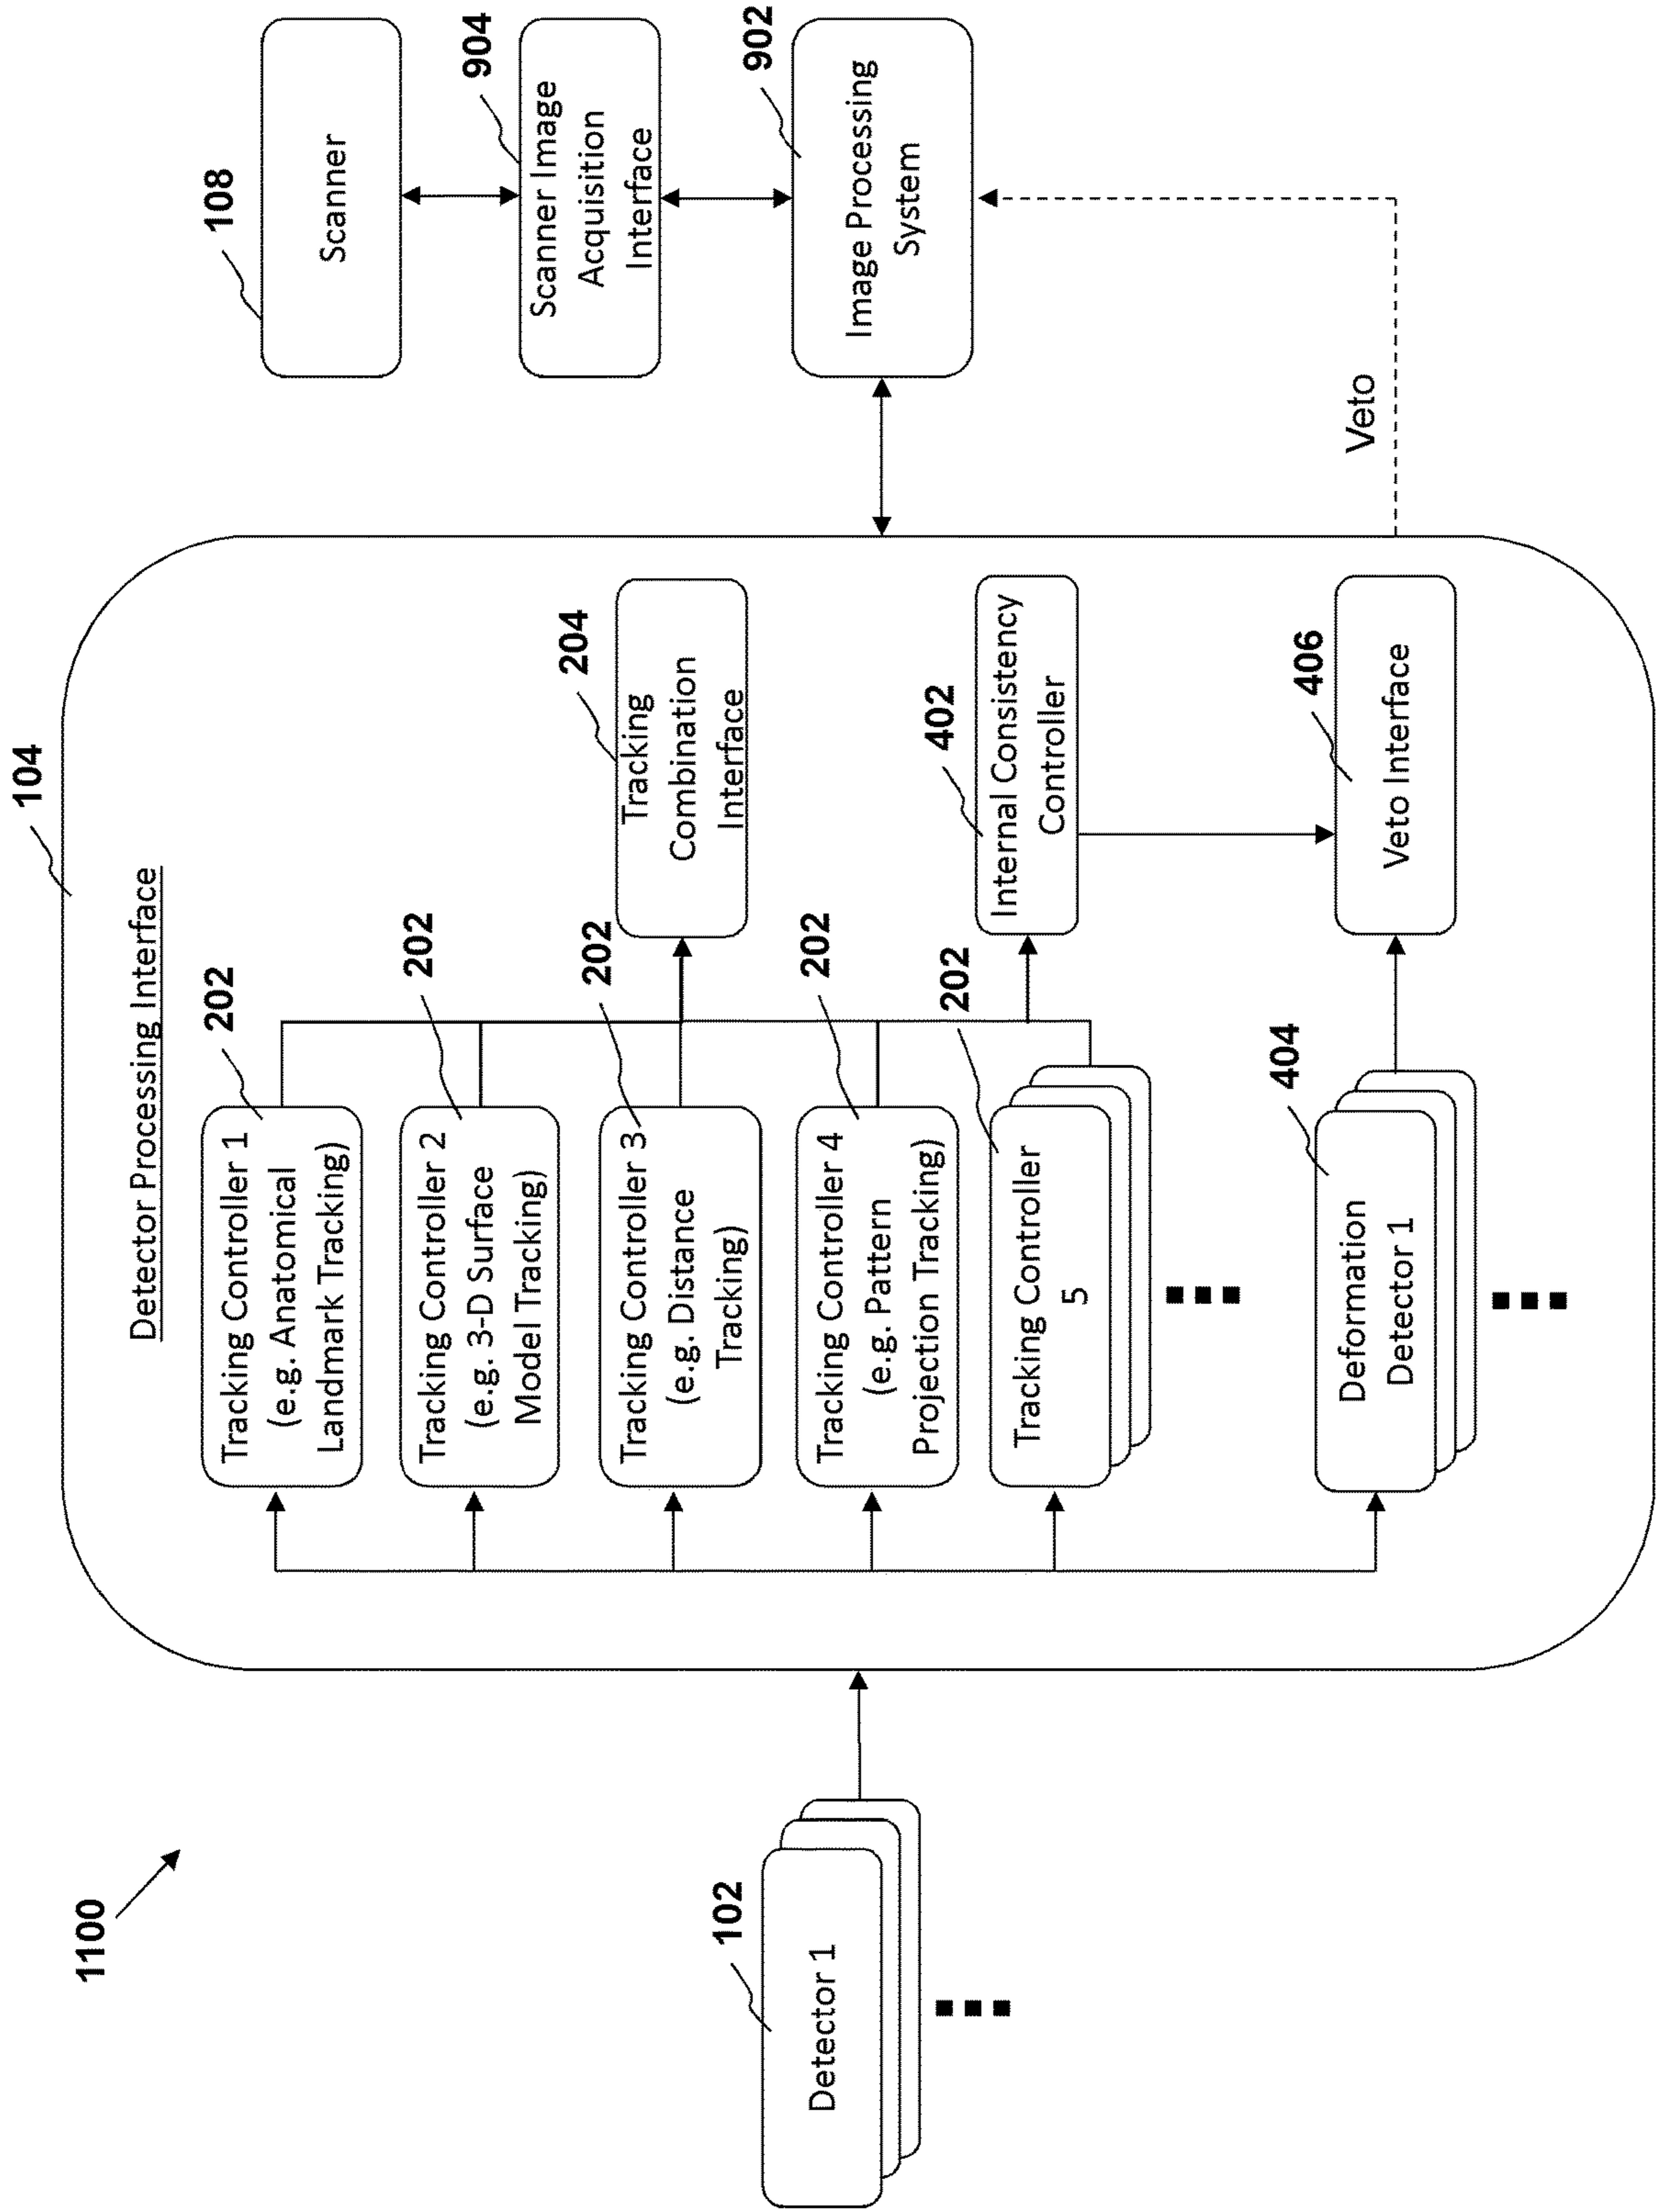 1100
102
Detector 1
104
Detector Processing Interface
202
Tracking Controller 1
(e.g. Anatomical
Landmark Tracking)
202
Tracking Controller 2
(e.g. 3-D Surface
Model Tracking)
202
Tracking Controller 3
(e.g. Distance
Tracking)
202
Tracking Controller 4
(e.g. Pattern
Projection Tracking)
202
Tracking Controller
5
404
Deformation
Detector 1
204
Tracking
Combination
Interface
402
Internal Consistency
Controller
406
Veto Interface
Veto
108
Scanner
904
Scanner Image
Acquisition
Interface
902
Image Processing
System